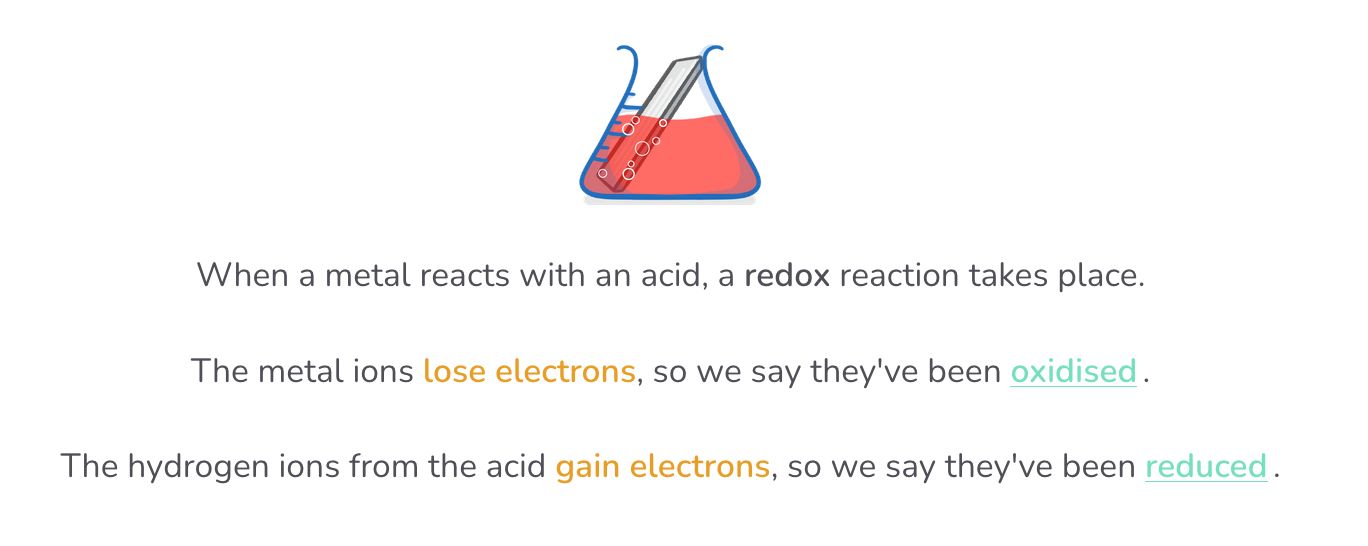 When a metal reacts with an acid, a redox reaction takes place.
The metal ions lose electrons, so we say they've been oxidised .
The hydrogen ions from the acid gain electrons, so we say they've been reduced .